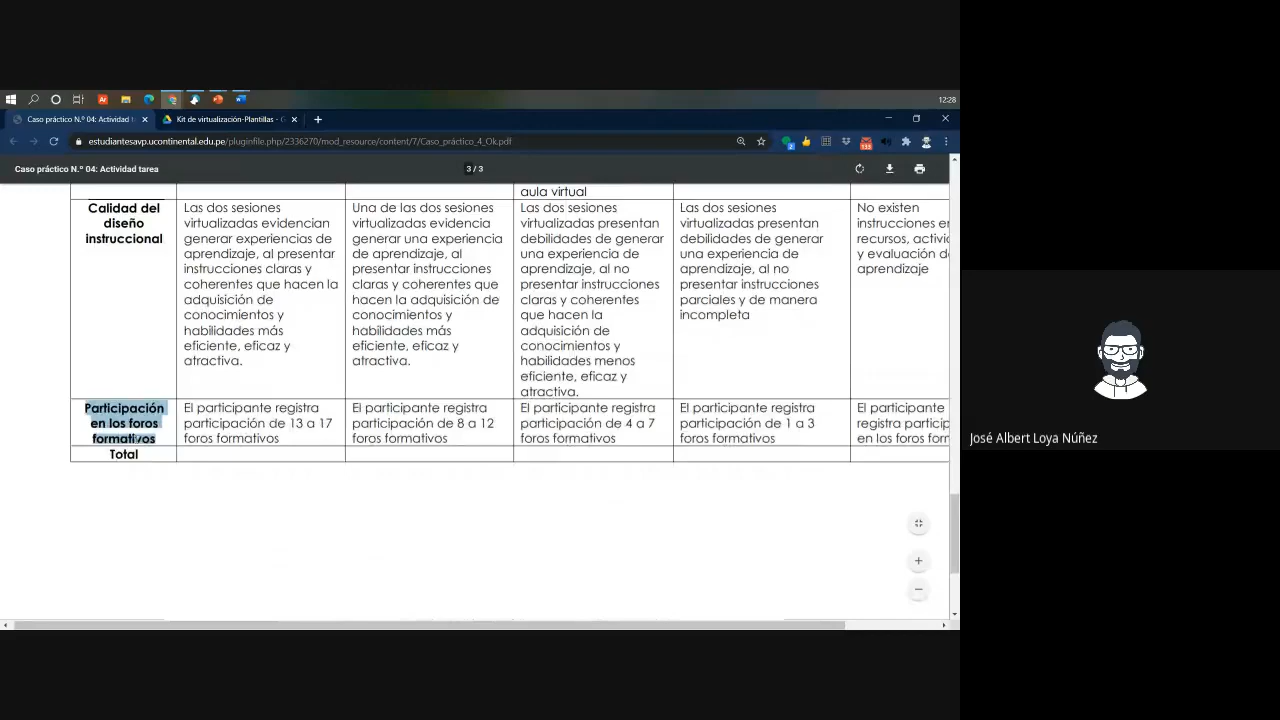 12:28
Caso práctico N.º 04: Actividad t
Kit de virtualización-Plantillas - G
estudiantesavp.ucontinental.edu.pe/pluginfile.php/2336270/mod_resource/content/7/Caso_práctico_4_Ok.pdf
Caso práctico N.º 04: Actividad tarea
3 / 3
aula virtual
Calidad del
diseño
instruccional
Las dos sesiones
virtualizadas evidencian
generar experiencias de
aprendizaje, al presentar
instrucciones claras y
coherentes que hacen la
adquisición de
conocimientos y
habilidades más
eficiente, eficaz y
atractiva.
Una de las dos sesiones
virtualizadas evidencia
generar una experiencia
de aprendizaje, al
presentar instrucciones
claras y coherentes que
hacen la adquisición de
conocimientos y
habilidades más
eficiente, eficaz y
atractiva.
Las dos sesiones
virtualizadas presentan
debilidades de generar
una experiencia de
aprendizaje, al no
presentar instrucciones
claras y coherentes
que hacen la
adquisición de
conocimientos y
habilidades menos
eficiente, eficaz y
atractiva.
Las dos sesiones
virtualizadas presentan
debilidades de generar
una experiencia de
aprendizaje, al no
presentar instrucciones
parciales y de manera
incompleta
No existen
instrucciones en
recursos, activid
y evaluación de
aprendizaje
Participación
en los foros
formativos
El participante registra
participación de 13 a 17
foros formativos
El participante registra
participación de 8 a 12
foros formativos
El participante registra
participación de 4 a 7
foros formativos
El participante registra
participación de 1 a 3
foros formativos
El participante
registra particip
en los foros form
Total
José Albert Loya Núñez